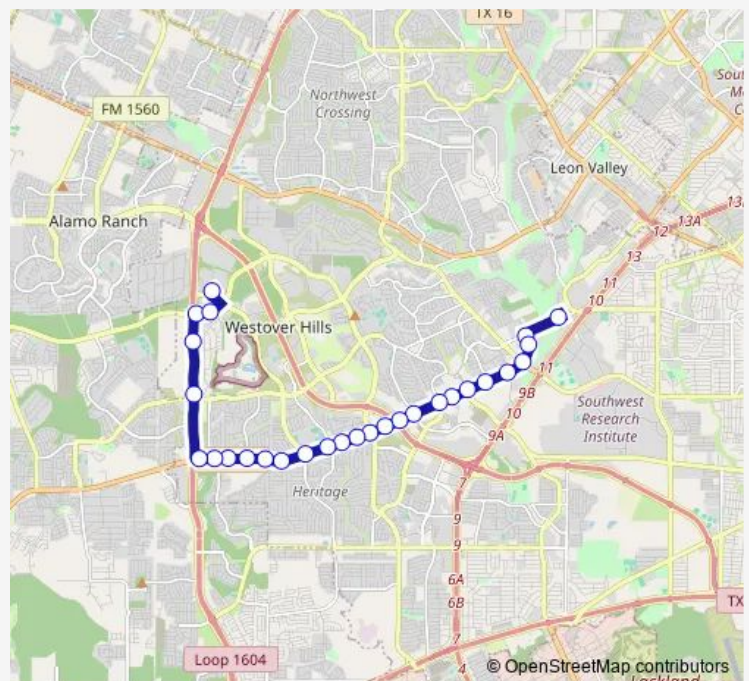 TX 16
FM 1560
Northwest
Crossing
Leon Valley
Alamo Ranch
13A
12
13
11
10
Westover Hills
11
9B
10
9A
Southwest
Research
Institute
7
Heritage
9
9
6A
6B
TX
7
4
Loop 1604
© OpenStreetMap contributors